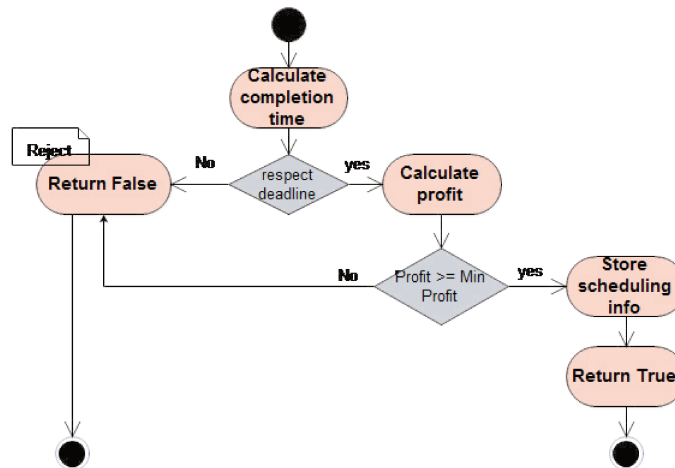 Calculate
completion
time
Reject
No
respect
deadline
yes
Return False
Calculate
profit
No
Profit >= Min
Profit
yes
Store
scheduling
info
Return True